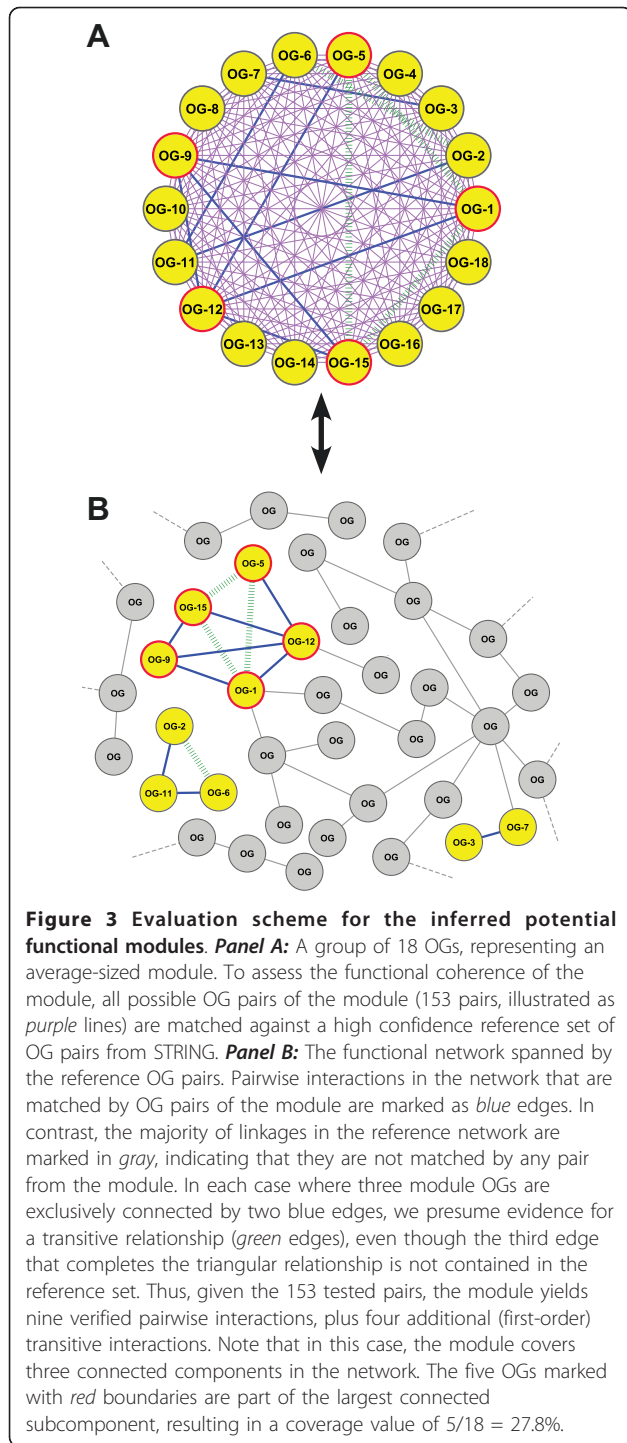 A
OG-5
OG-6
OG-4
OG-7
OG-3
OG-8
OG-2
OG-9
OG-1
OG-10
OG-11
OG-18
OG-12
OG-17
OG-13
OG-16
OG-14
OG-15
B
OG
OG
OG
OG
OG
OG-5
OG
OG
OG-15
OG
OG
OG-12
OG-9
OG
OG-1
OG
OG
OG
OG
OG-2
OG
OG
OG
OG
OG
OG-11
OG-6
OG
OG
OG
OG
OG-7
OG
OG
OG-3
OG
OG
OG
Figure 3 Evaluation scheme for the inferred potential
functional modules. Panel A: A group of 18 OGs, representing an
average-sized module. To assess the functional coherence of the
module, all possible OG pairs of the module (153 pairs, illustrated as
purple lines) are matched against a high confidence reference set of
OG pairs from STRING. Panel B: The functional network spanned by
the reference OG pairs. Pairwise interactions in the network that are
matched by OG pairs of the module are marked as blue edges. In
contrast, the majority of linkages in the reference network are
marked in gray, indicating that they are not matched by any pair
from the module. In each case where three module OGs are
exclusively connected by two blue edges, we presume evidence for
a transitive relationship (green edges), even though the third edge
that completes the triangular relationship is not contained in the
reference set. Thus, given the 153 tested pairs, the module yields
nine verified pairwise interactions, plus four additional (first-order)
transitive interactions. Note that in this case, the module covers
three connected components in the network. The five OGs marked
with red boundaries are part of the largest connected
subcomponent, resulting in a coverage value of 5/18 = 27.8%.